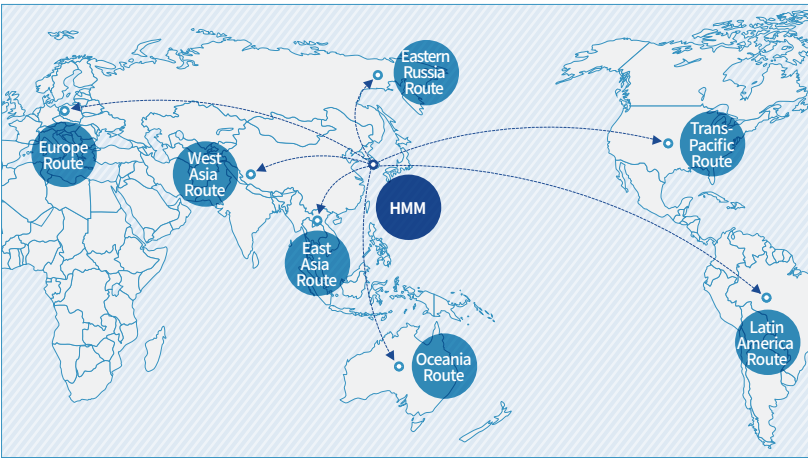 Eastern
Russia
Route
Trans-
Pacific
Route
Europe
Route
West
Asia
Route
HMM
East
Asia
Route
Latin
America
Route
Oceania
Route